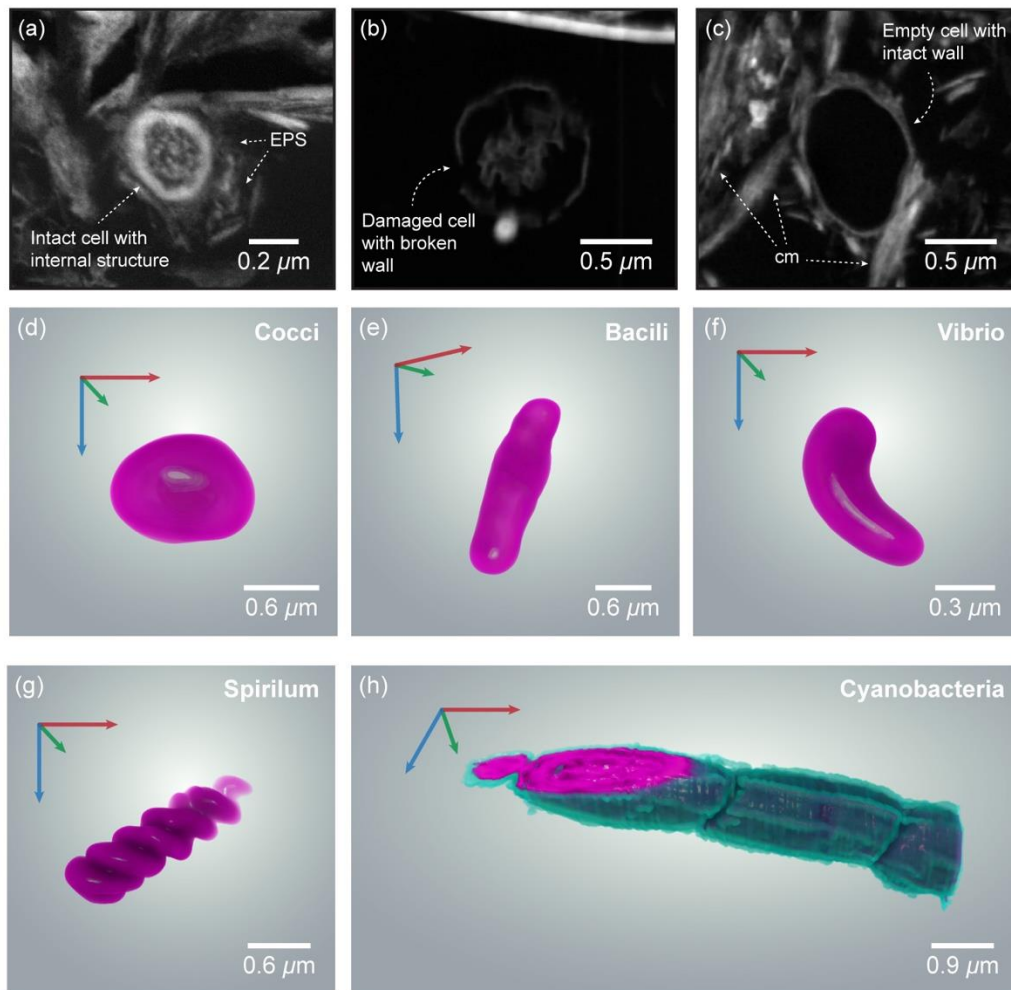 (a)
EPS
Intact cell with
internal structure
0.2 µm
(b)
Damaged cell
with broken
wall
0.5 µm
(c)
Empty cell with
intact wall
cm
0.5 µm
(d)
Cocci
0.6 µm
(e)
Bacili
0.6 µm
(f)
Vibrio
0.3 µm
(g)
Spirilum
0.6 µm
(h)
Cyanobacteria
0.9 µm